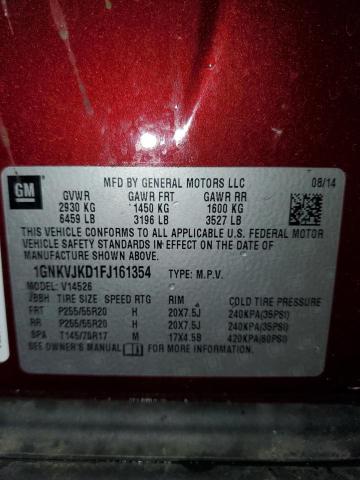 GM
MFD BY GENERAL MOTORS LLC 08/14
GVWR GAWR FRT GAWR RR
2930 KG 1450 KG 1600 KG
6459 LB 3196 LB 3527 LB
THIS VEHICLE CONFORMS TO ALL APPLICABLE U.S. FEDERAL MOTOR
VEHICLE SAFETY STANDARDS IN EFFECT ON THE DATE OF
MANUFACTURE SHOWN ABOVE.
1GNKVJKD1FJ161354 TYPE: M.P.V.
MODEL: V14526
JBBH TIRE SIZE SPEED RTG RIM COLD TIRE PRESSURE
FRT P255/55R20 H 20X7.5J 240KPA(35PSI)
RR P255/55R20 H 20X7.5J 240KPA(35PSI)
SPA T145/70R17 M 17X4.5B 420KPA(60PSI)
SEE OWNER'S MANUAL FOR ADDITIONAL INFORMATION